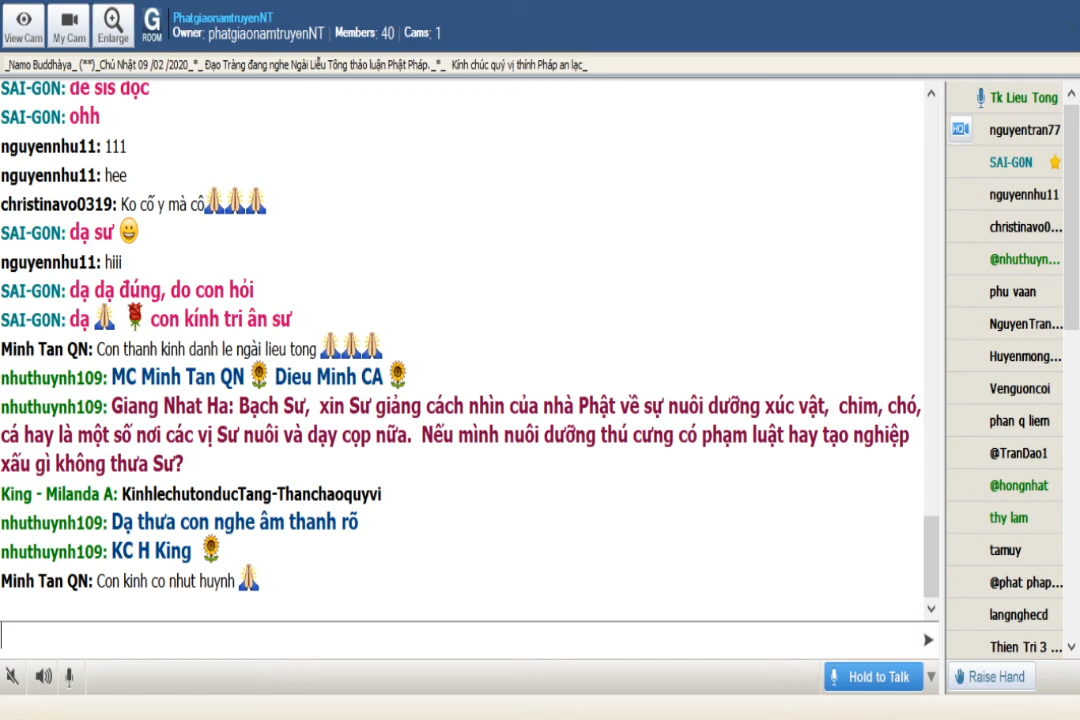 PhatgiaonamtruyenNT
View Cam My Cam Enlarge G ROOM Owner: phatgiaonamtruyenNT Members: 40 Cams: 1
_Namo Buddhàya_ (**)_Chủ Nhật 09 /02 /2020_*_ Đạo Tràng đang nghe Ngài Liễu Tông thảo luận Phật Pháp._*_ Kính chúc quý vị thính Pháp an lạc_
SAI-GON: để sis đọc
SAI-GON: ohh
nguyennhu11: 111
nguyennhu11: hee
christinavo0319: Ko cố y mà cô🙏🙏🙏
SAI-GON: dạ sư 😀
nguyennhu11: hiii
SAI-GON: dạ dạ đúng, do con hỏi
SAI-GON: dạ 🙏 🌹 con kính tri ân sư
Minh Tan QN: Con thanh kinh danh le ngài lieu tong 🙏🙏🙏
nhuthuynh109: MC Minh Tan QN 🌻 Dieu Minh CA 🌻
nhuthuynh109: Giang Nhat Ha: Bạch Sư, xin Sư giảng cách nhìn của nhà Phật về sự nuôi dưỡng xúc vật, chim, chó,
cá hay là một số nơi các vị Sư nuôi và dạy cọp nữa. Nếu mình nuôi dưỡng thú cưng có phạm luật hay tạo nghiệp
xấu gì không thưa Sư?
King - Milanda A: KinhlechutonducTang-Thanchaoquyvi
nhuthuynh109: Dạ thưa con nghe âm thanh rõ
nhuthuynh109: KC H King 🌻
Minh Tan QN: Con kinh co nhut huynh 🙏
Tk Lieu Tong
HD nguyentran77
SAI-GON
nguyennhu11
christinavo0...
@nhuthuyn...
phu vaan
NguyenTran...
Huyenmong...
Venguoncoi
phan q liem
@TranDao1
@hongnhat
thy lam
tamuy
@phat phap...
langnghecd
Thien Tri 3 ...
Hold to Talk
Raise Hand